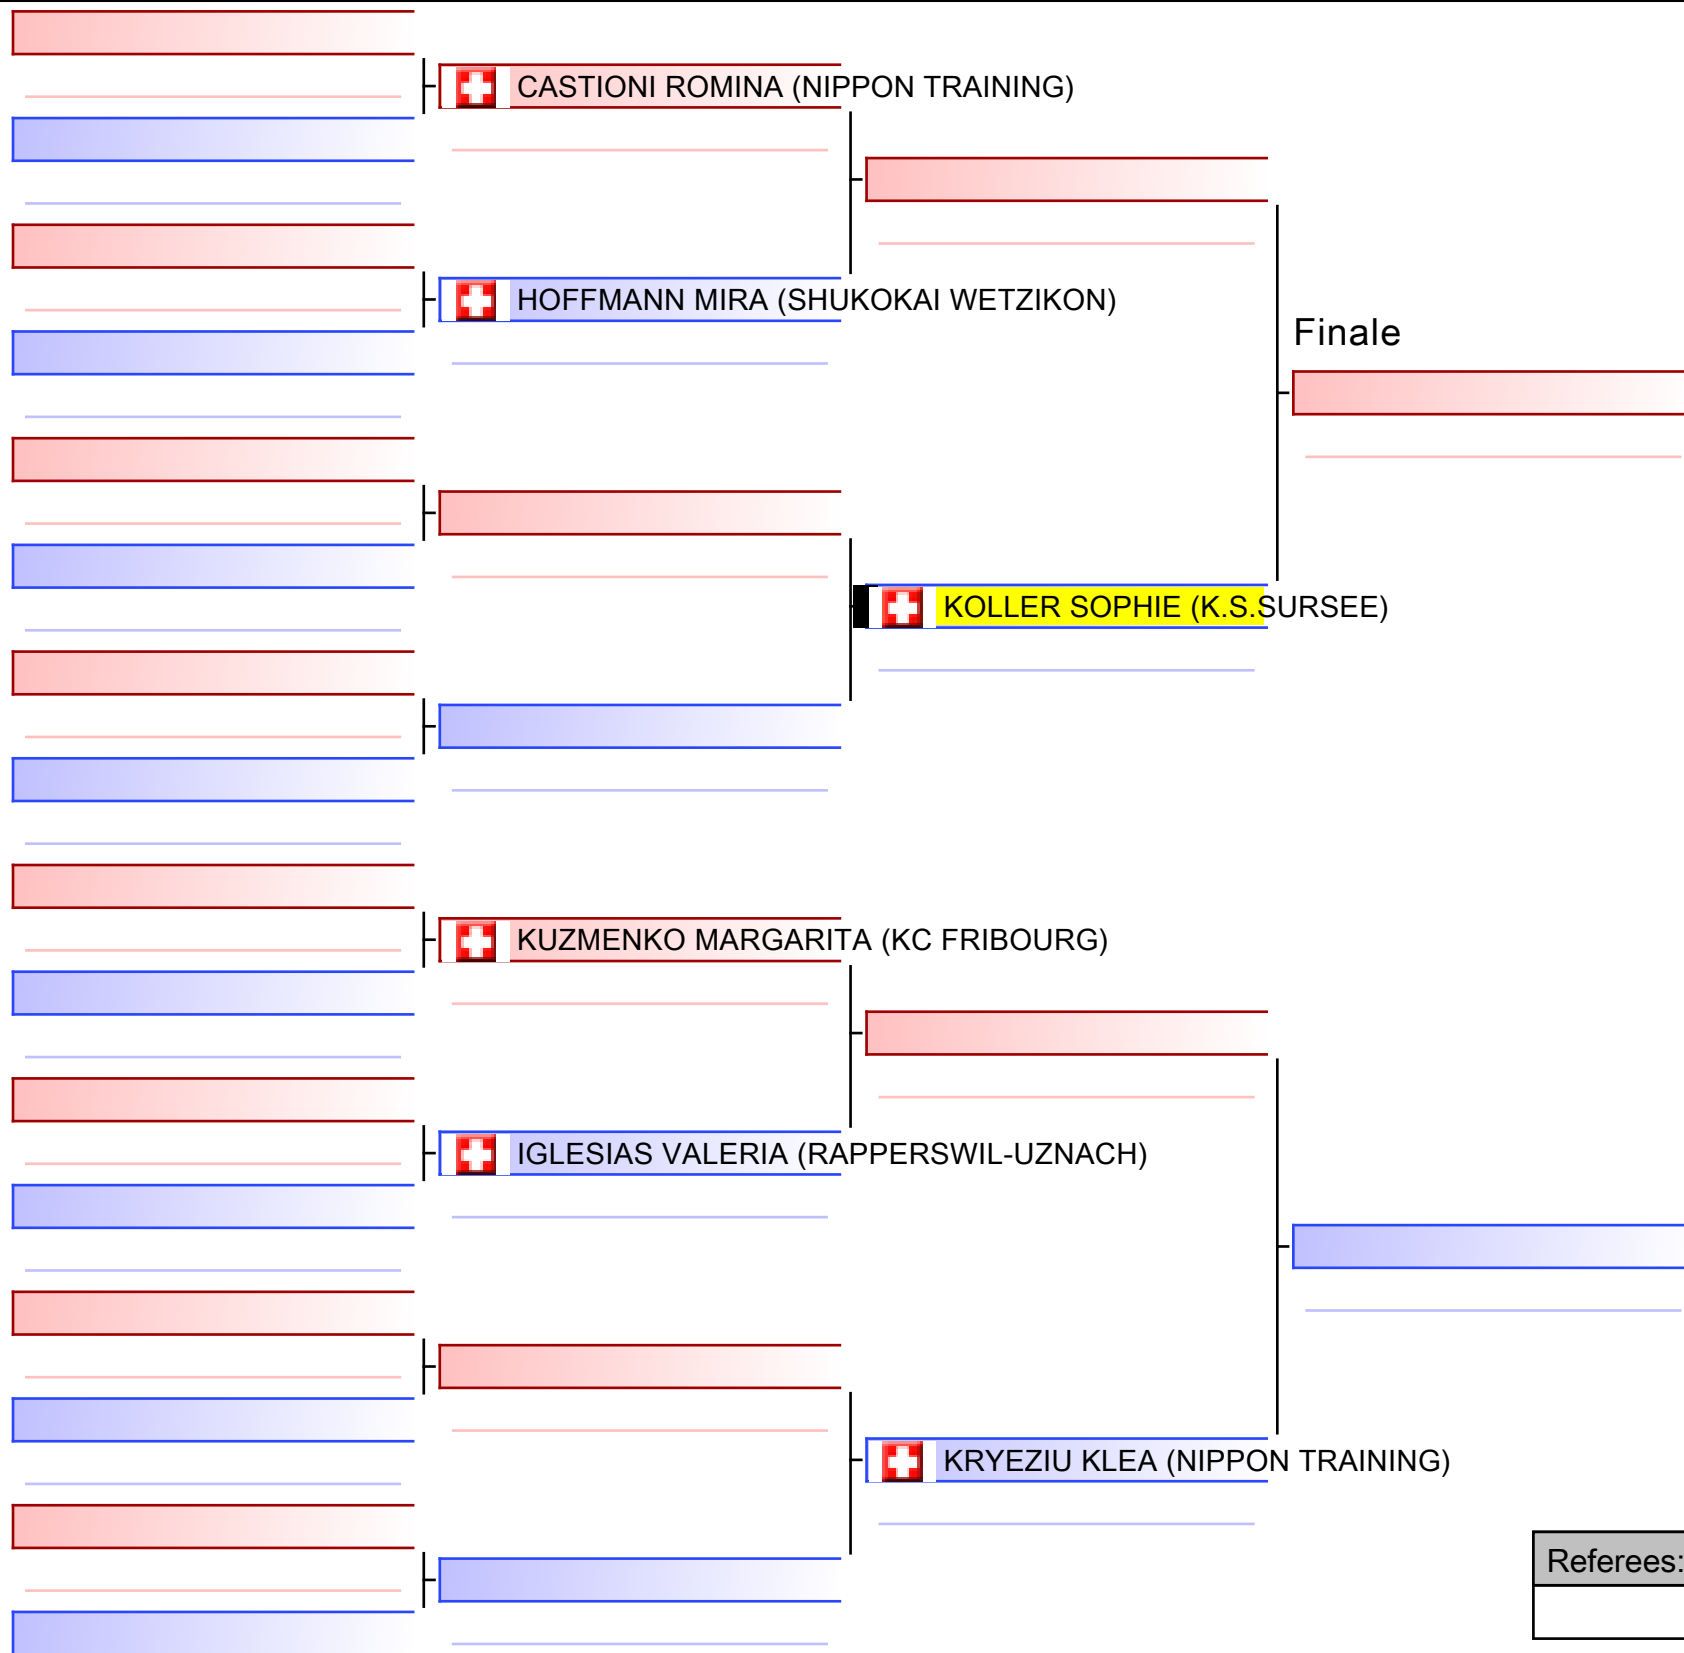 CASTIONI ROMINA (NIPPON TRAINING)
HOFFMANN MIRA (SHUKOKAI WETZIKON)
Finale
KOLLER SOPHIE (K.S.SURSEE)
KUZMENKO MARGARITA (KC FRIBOURG)
IGLESIAS VALERIA (RAPPERSWIL-UZNACH)
KRYEZIU KLEA (NIPPON TRAINING)
Referees: